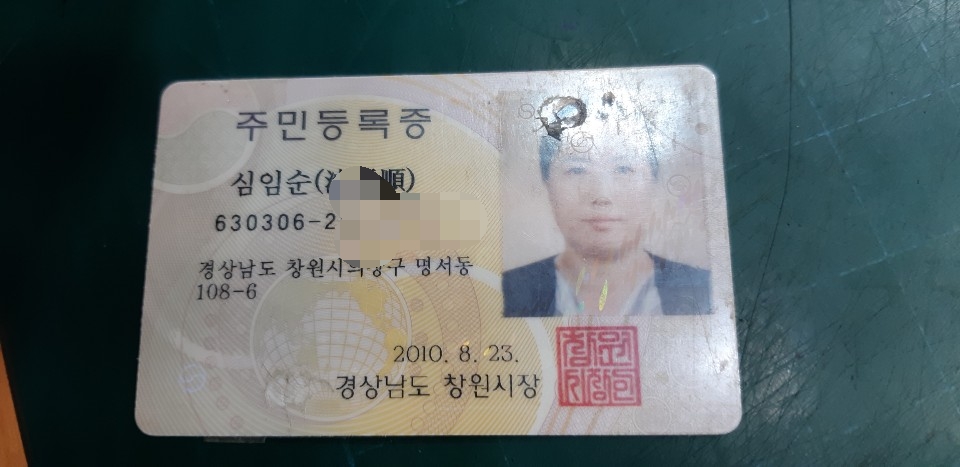 주민등록증
심임순(
順)
630306-2
경상남도 창원시의창구 명서동
108-6
2010. 8. 23.
경상남도 창원시장